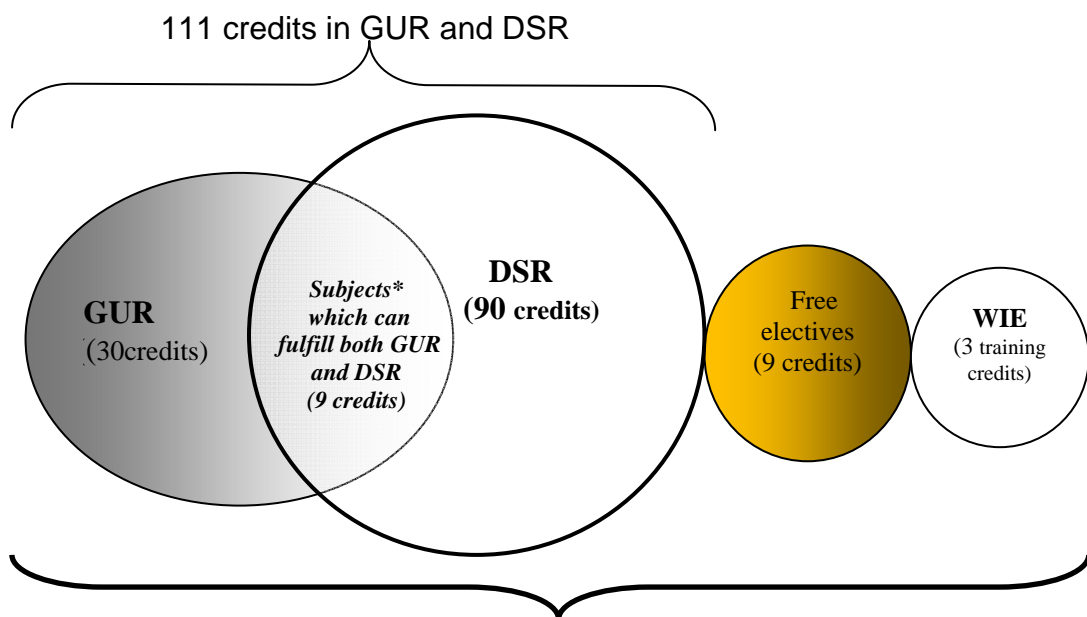 111 credits in GUR and DSR
GUR
(30credits)
Subjects*
which can
fulfill both GUR
and DSR
(9 credits)
DSR
(90 credits)
Free
electives
(9 credits)
WIE
(3 training
credits)